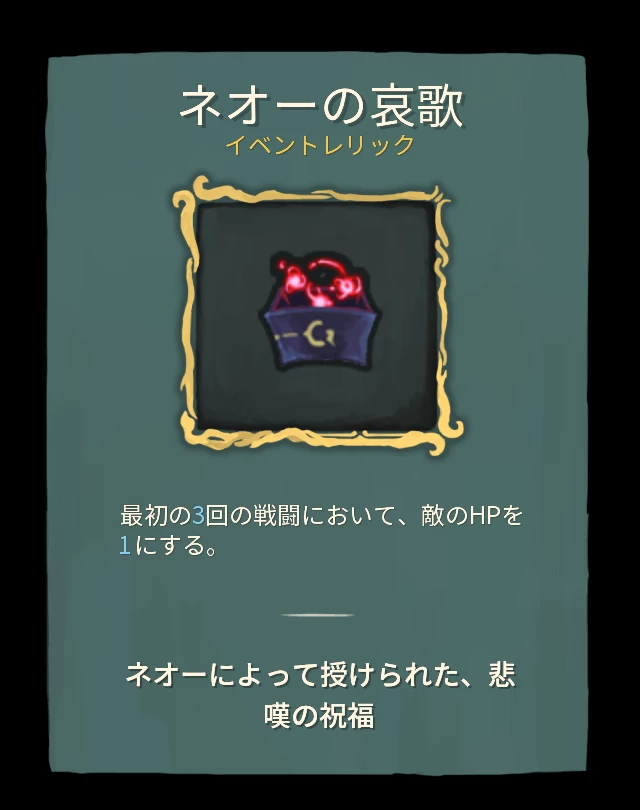 ネオーの哀歌
イベントレリック
最初の3回の戦闘において、敵のHPを
1にする。
ネオーによって授けられた、悲
嘆の祝福